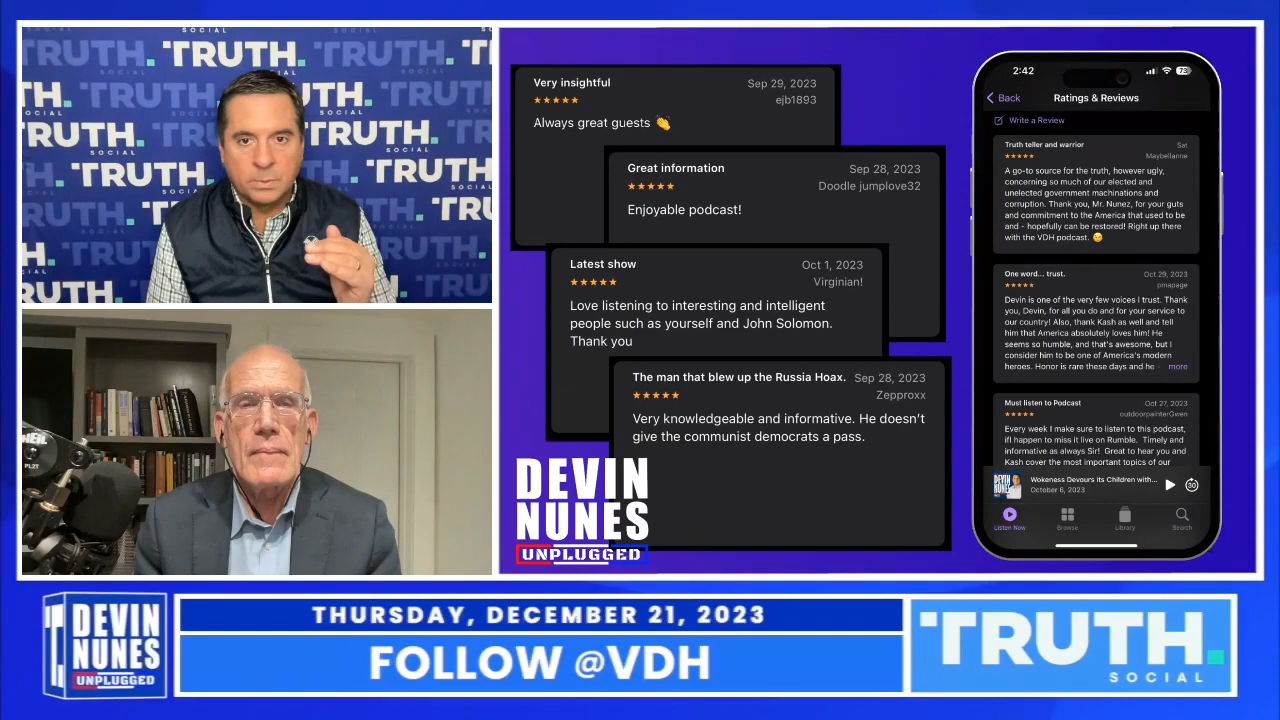 TRUTH.
SOCIAL
HEiL
PL2T
Very insightful
Sep 29, 2023
ejb1893
Always great guests 👏
Great information
Sep 28, 2023
Doodle jumplove32
Enjoyable podcast!
Latest show
Oct 1, 2023
Virginian!
Love listening to interesting and intelligent
people such as yourself and John Solomon.
Thank you
The man that blew up the Russia Hoax.
Sep 28, 2023
Zepproxx
Very knowledgeable and informative. He doesn't
give the communist democrats a pass.
DEVIN
NUNES
UNPLUGGED
2:42
73
Back
Ratings & Reviews
Write a Review
Truth teller and warrior
Sat
Maybellanne
A go-to source for the truth, however ugly,
concerning so much of our elected and
unelected government machinations and
corruption. Thank you, Mr. Nunez, for your guts
and commitment to the America that used to be
and - hopefully can be restored! Right up there
with the VDH podcast. 😉
One word... trust.
Oct 29, 2023
pmapage
Devin is one of the very few voices I trust. Thank
you, Devin, for all you do and for your service to
our country! Also, thank Kash as well and tell
him that America absolutely loves him! He
seems so humble, and that's awesome, but I
consider him to be one of America's modern
heroes. Honor is rare these days and he more
Must listen to Podcast
Oct 27, 2023
outdoorpainterGwen
Every week I make sure to listen to this podcast,
ifI happen to miss it live on Rumble. Timely and
informative as always Sir! Great to hear you and
Kash cover the most important topics of our
Wokeness Devours its Children with...
October 6, 2023
30
Listen Now
Browse
Library
Search
DEVIN
NUNES
UNPLUGGED
THURSDAY, DECEMBER 21, 2023
FOLLOW @VDH
TRUTH.
SOCIAL